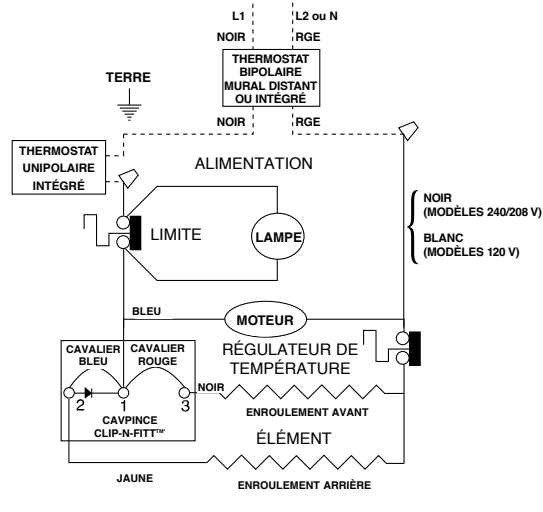 L1
L2 ou N
NOIR
RGE
THERMOSTAT
BIPOLAIRE
MURAL DISTANT
OU INTÉGRÉ
TERRE
NOIR
RGE
THERMOSTAT
UNIPOLAIRE
INTÉGRÉ
ALIMENTATION
NOIR
(MODÈLES 240/208 V)
BLANC
(MODÈLES 120 V)
LIMITE
LAMPE
BLEU
MOTEUR
CAVALIER
BLEU
CAVALIER
ROUGE
RÉGULATEUR DE
TEMPÉRATURE
NOIR
2
1
3
ENROULEMENT AVANT
CAVPINCE
CLIP-N-FITT™
ÉLÉMENT
JAUNE
ENROULEMENT ARRIÈRE